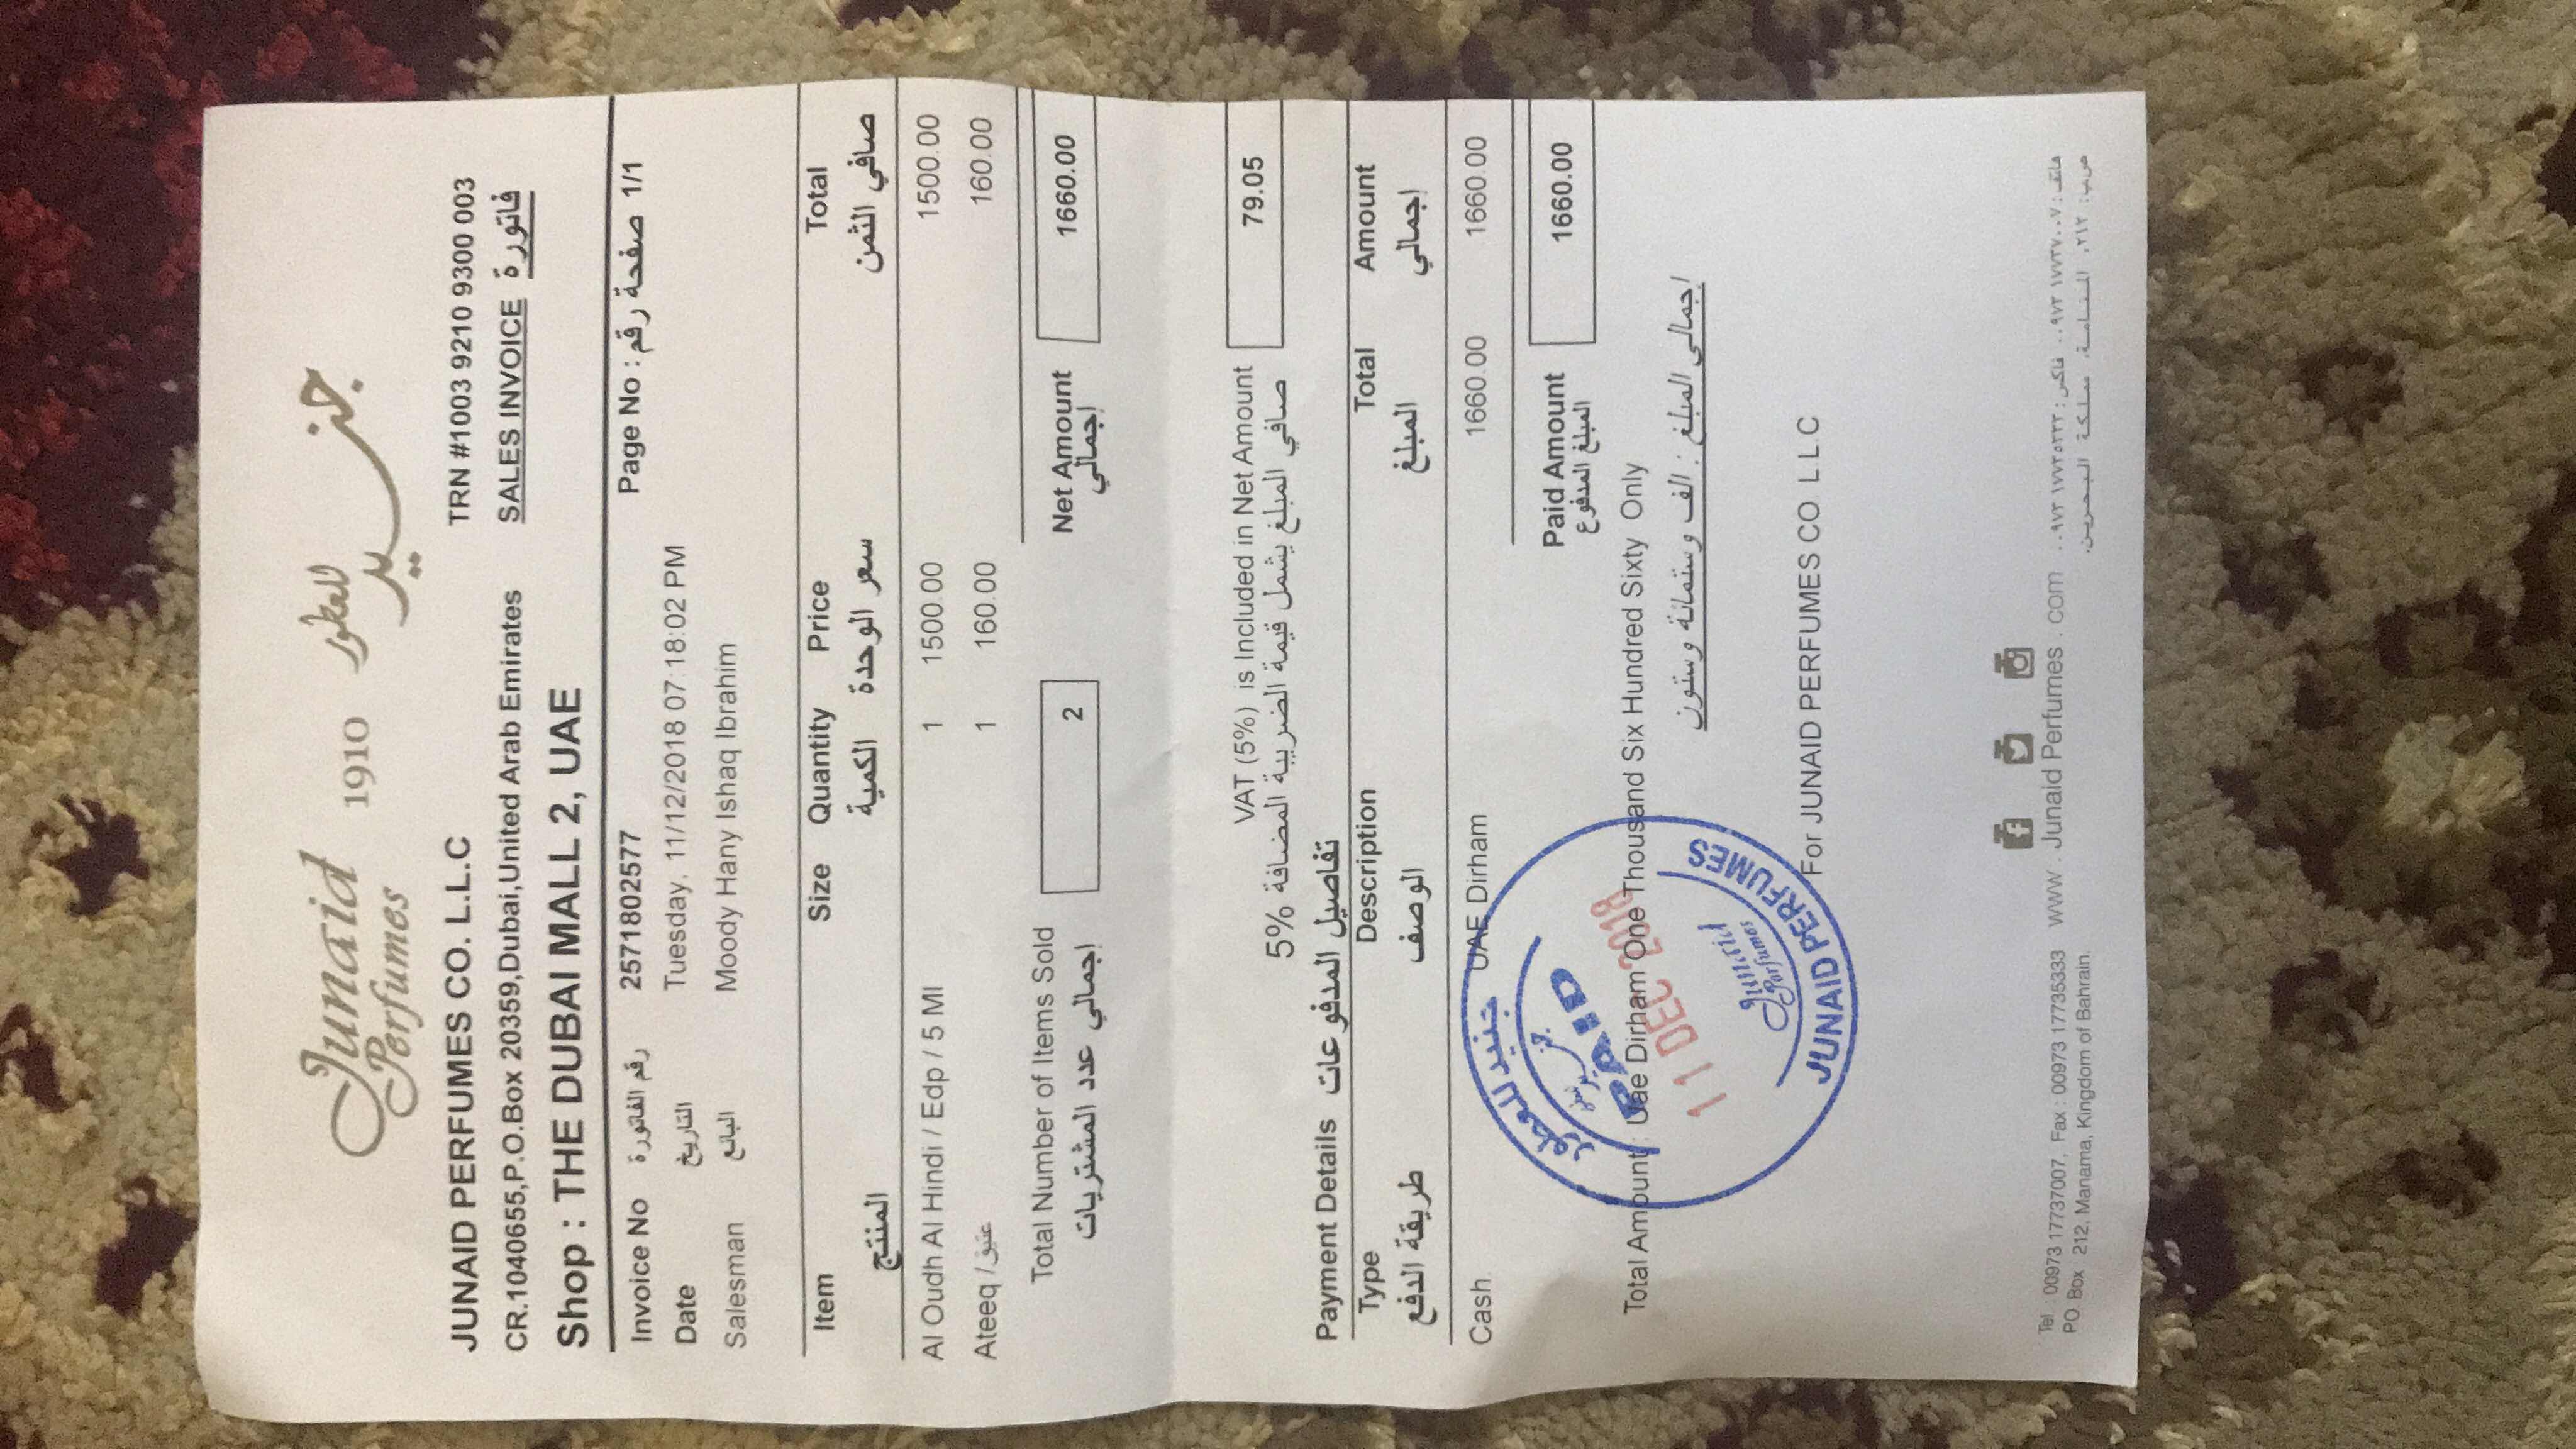 Junaid Perfumes 1910 جنيد للعطور
JUNAID PERFUMES CO. L.L.C TRN #1003 9210 9300 003
CR.1040655,P.O.Box 20359,Dubai,United Arab Emirates SALES INVOICE فاتورة
Shop : THE DUBAI MALL 2, UAE
Invoice No رقم الفاتورة 2571802577 Page No : صفحة رقم 1/1
Date التاريخ Tuesday, 11/12/2018 07:18:02 PM
Salesman البائع Moody Hany Ishaq Ibrahim
Item Size Quantity Price Total
المنتج الكمية سعر الوحدة صافي الثمن
Al Oudh Al Hindi / Edp / 5 Ml 1 1500.00 1500.00
Ateeq / عتيق 1 160.00 160.00
Total Number of Items Sold 2 Net Amount 1660.00
إجمالي عدد المشتريات إجمالي
VAT (5%) is Included in Net Amount 79.05
صافي المبلغ يشمل قيمة الضريبة المضافة 5%
Payment Details تفاصيل المدفوعات
Type Description Total Amount
طريقة الدفع الوصف المبلغ إجمالي
Cash UAE Dirham 1660.00 1660.00
جنيد للعطور
جنيد للعطور
PAID
Paid Amount 1660.00
المبلغ المدفوع
Total Amount : Uae Dirham One Thousand Six Hundred Sixty Only
11 DEC 2018
إجمالي المبلغ : الف وستمائة وستون
Junaid Perfumes
JUNAID PERFUMES
For JUNAID PERFUMES CO L.L.C
Tel : 00973 17737007, Fax : 00973 17735333 www . Junaid Perfumes . com هاتف : ٠٠٩٧٣ ١٧٧٣٧٠٠٧ فاكس : ٠٠٩٧٣ ١٧٧٣٥٣٣٣
P.O. Box : 212, Manama, Kingdom of Bahrain. ص.ب: ٢١٢، المنامة، مملكة البحرين.